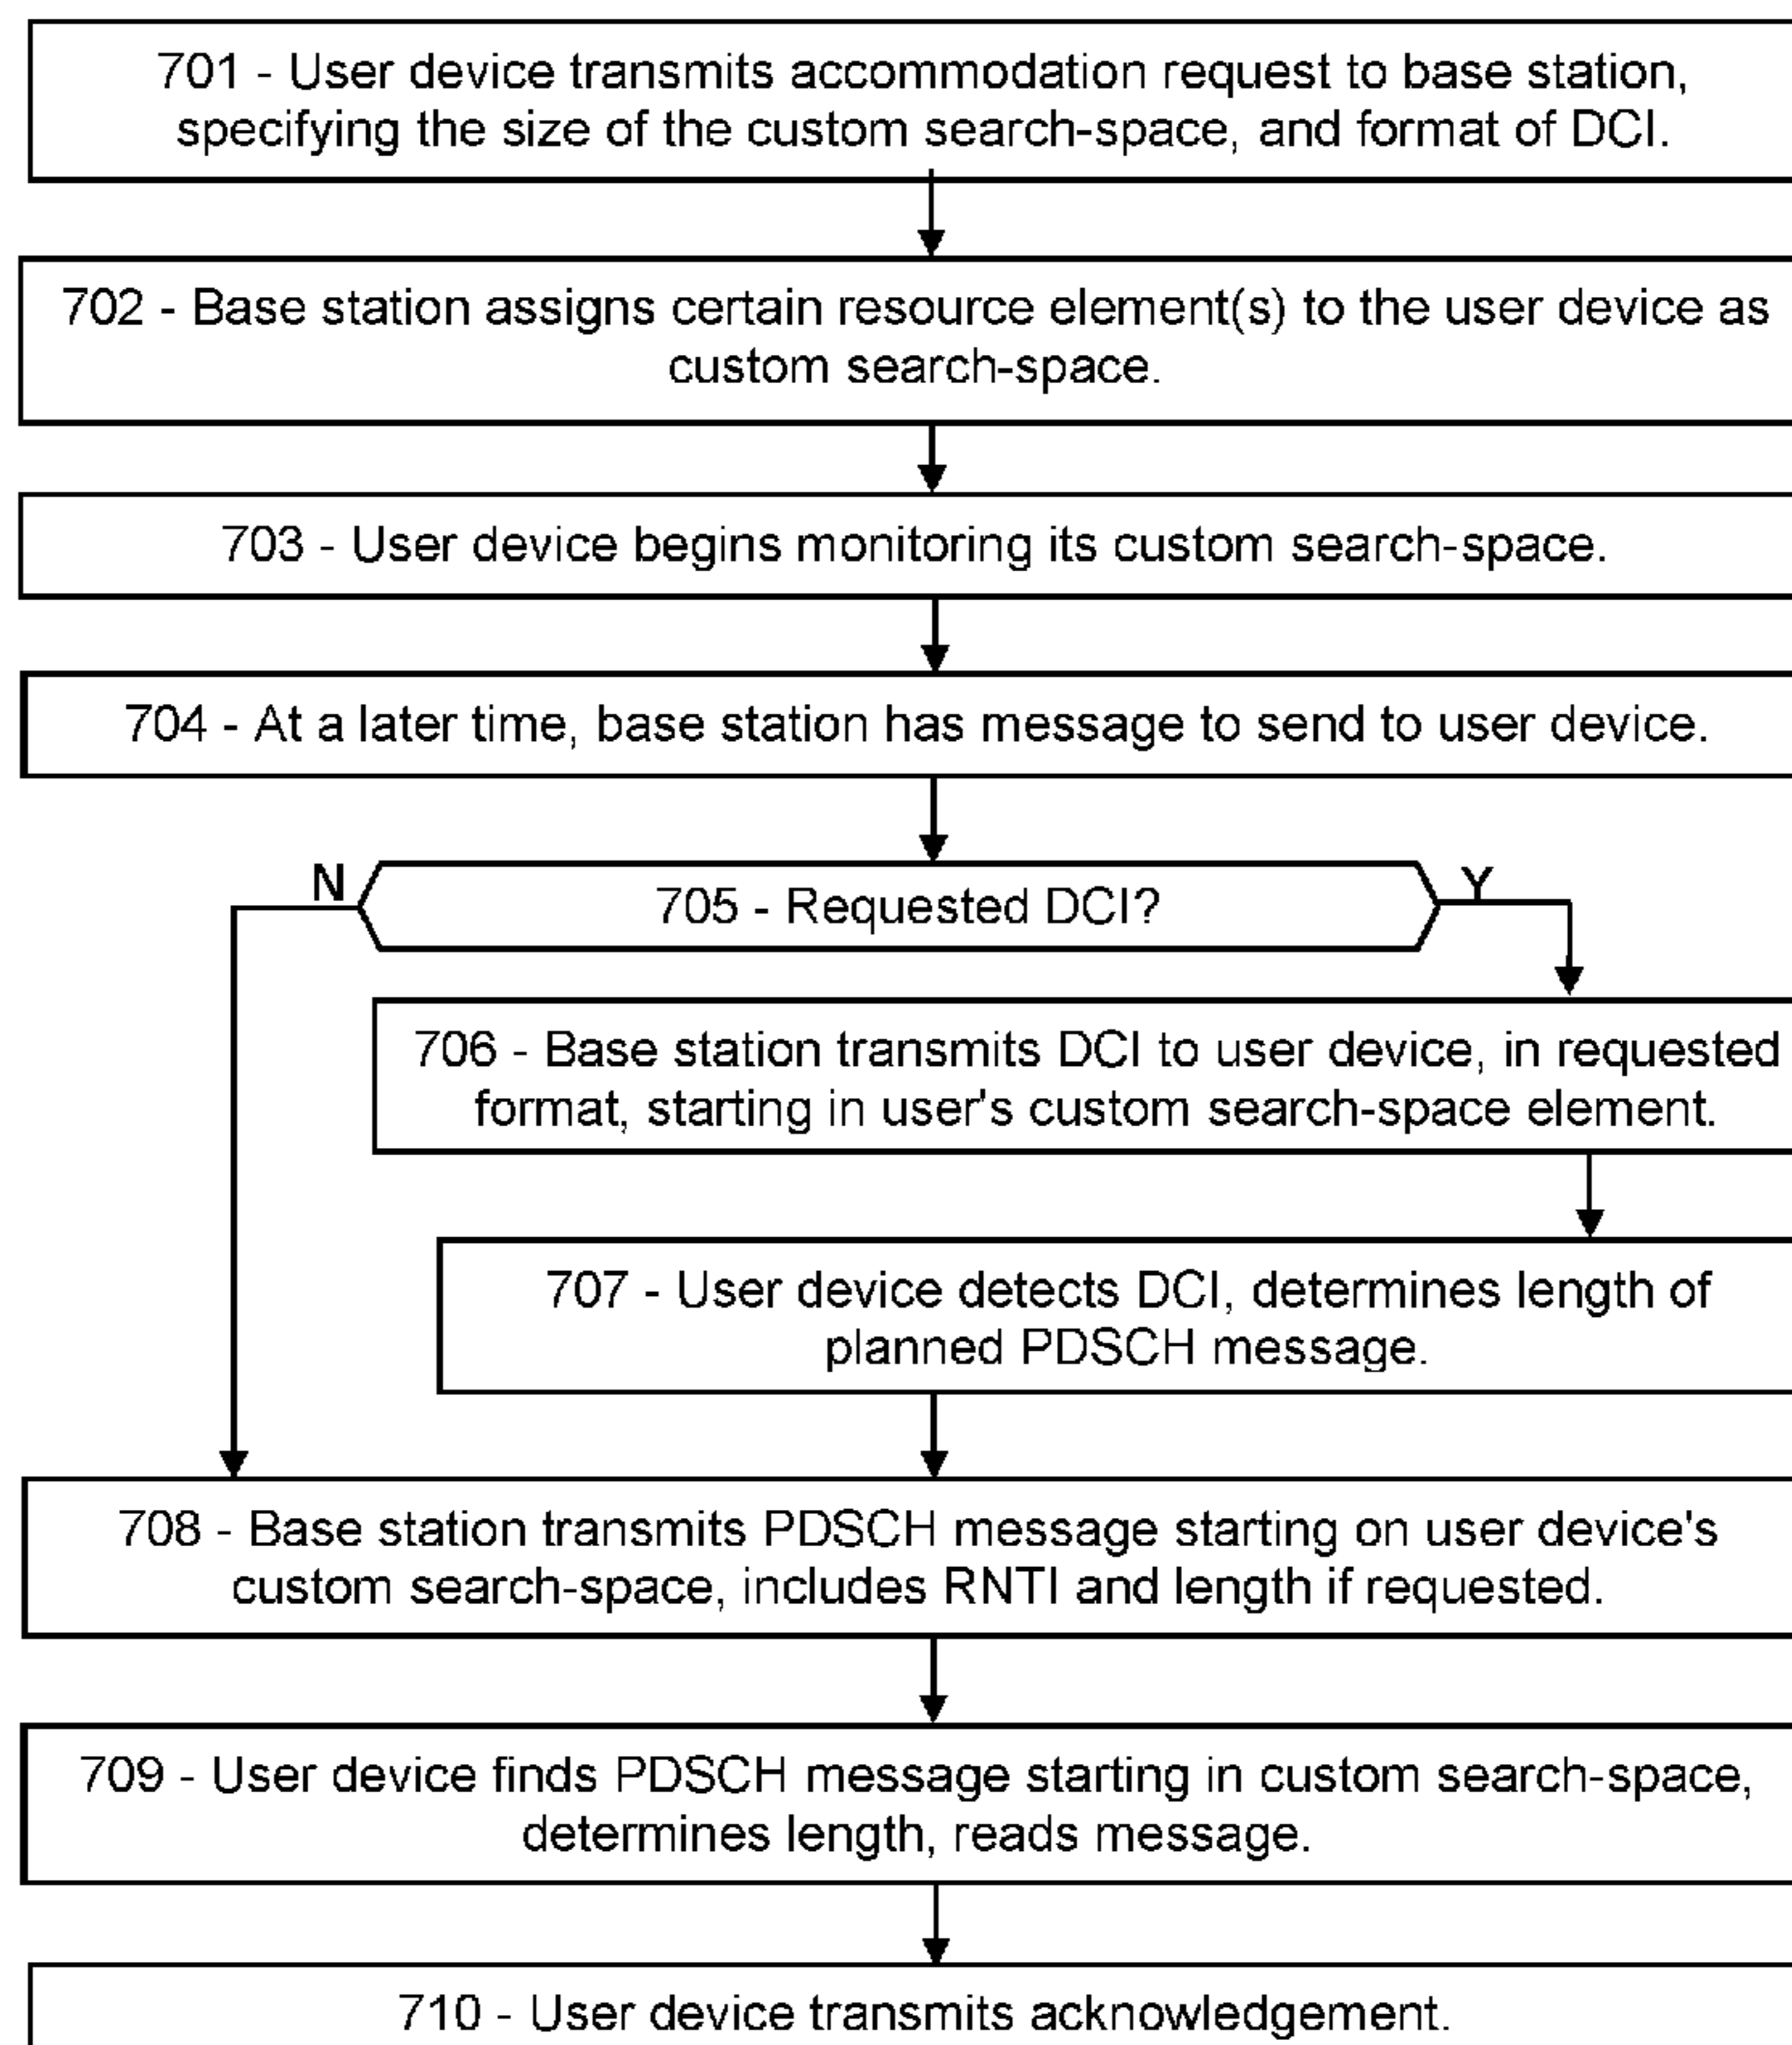 701 - User device transmits accommodation request to base station,
specifying the size of the custom search-space, and format of DCI.
702 - Base station assigns certain resource element(s) to the user device as
custom search-space.
703 - User device begins monitoring its custom search-space.
704 - At a later time, base station has message to send to user device.
N
705 - Requested DCI?
Y
706 - Base station transmits DCI to user device, in requested
format, starting in user's custom search-space element.
707 - User device detects DCI, determines length of
planned PDSCH message.
708 - Base station transmits PDSCH message starting on user device's
custom search-space, includes RNTI and length if requested.
709 - User device finds PDSCH message starting in custom search-space,
determines length, reads message.
710 - User device transmits acknowledgement.